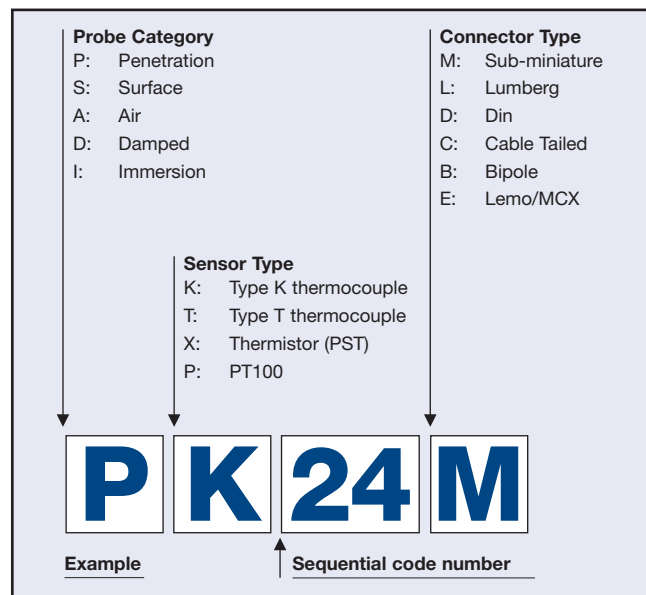 Probe Category
P: Penetration
S: Surface
A: Air
D: Damped
I: Immersion
Connector Type
M: Sub-miniature
L: Lumberg
D: Din
C: Cable Tailed
B: Bipole
E: Lemo/MCX
Sensor Type
K: Type K thermocouple
T: Type T thermocouple
X: Thermistor (PST)
P: PT100
P K 24 M
Example
Sequential code number